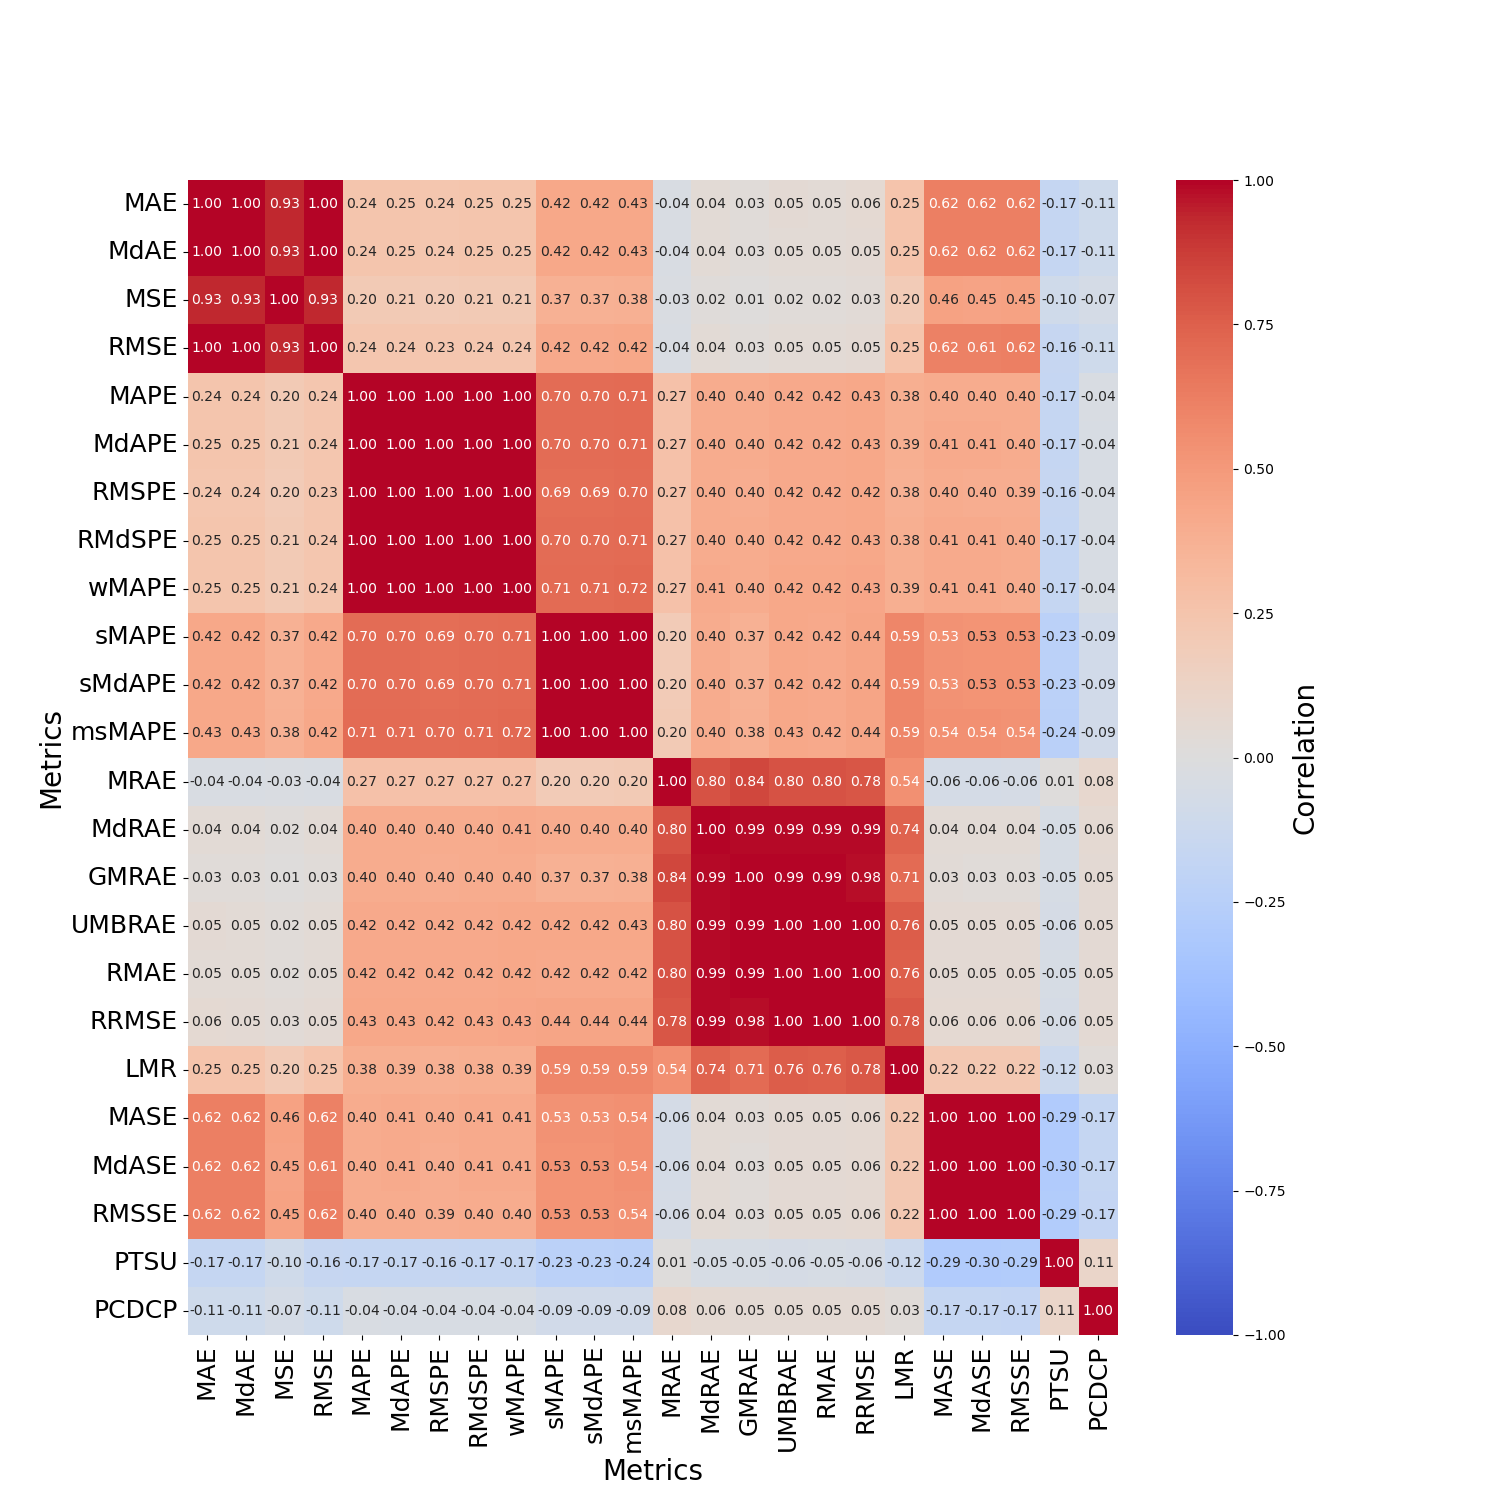 MAE 1.00 1.00 0.93 1.00 0.24 0.25 0.24 0.25 0.25 0.42 0.42 0.43 -0.04 0.04 0.03 0.05 0.05 0.06 0.25 0.62 0.62 0.62 -0.17 -0.11
MdAE 1.00 1.00 0.93 1.00 0.24 0.25 0.24 0.25 0.25 0.42 0.42 0.43 -0.04 0.04 0.03 0.05 0.05 0.05 0.25 0.62 0.62 0.62 -0.17 -0.11
MSE 0.93 0.93 1.00 0.93 0.20 0.21 0.20 0.21 0.21 0.37 0.37 0.38 -0.03 0.02 0.01 0.02 0.02 0.03 0.20 0.46 0.45 0.45 -0.10 -0.07
RMSE 1.00 1.00 0.93 1.00 0.24 0.24 0.23 0.24 0.24 0.42 0.42 0.42 -0.04 0.04 0.03 0.05 0.05 0.05 0.25 0.62 0.61 0.62 -0.16 -0.11
MAPE 0.24 0.24 0.20 0.24 1.00 1.00 1.00 1.00 1.00 0.70 0.70 0.71 0.27 0.40 0.40 0.42 0.42 0.43 0.38 0.40 0.40 0.40 -0.17 -0.04
MdAPE 0.25 0.25 0.21 0.24 1.00 1.00 1.00 1.00 1.00 0.70 0.70 0.71 0.27 0.40 0.40 0.42 0.42 0.43 0.39 0.41 0.41 0.40 -0.17 -0.04
RMSPE 0.24 0.24 0.20 0.23 1.00 1.00 1.00 1.00 1.00 0.69 0.69 0.70 0.27 0.40 0.40 0.42 0.42 0.42 0.38 0.40 0.40 0.39 -0.16 -0.04
RMdSPE 0.25 0.25 0.21 0.24 1.00 1.00 1.00 1.00 1.00 0.70 0.70 0.71 0.27 0.40 0.40 0.42 0.42 0.43 0.38 0.41 0.41 0.40 -0.17 -0.04
wMAPE 0.25 0.25 0.21 0.24 1.00 1.00 1.00 1.00 1.00 0.71 0.71 0.72 0.27 0.41 0.40 0.42 0.42 0.43 0.39 0.41 0.41 0.40 -0.17 -0.04
sMAPE 0.42 0.42 0.37 0.42 0.70 0.70 0.69 0.70 0.71 1.00 1.00 1.00 0.20 0.40 0.37 0.42 0.42 0.44 0.59 0.53 0.53 0.53 -0.23 -0.09
sMdAPE 0.42 0.42 0.37 0.42 0.70 0.70 0.69 0.70 0.71 1.00 1.00 1.00 0.20 0.40 0.37 0.42 0.42 0.44 0.59 0.53 0.53 0.53 -0.23 -0.09
msMAPE 0.43 0.43 0.38 0.42 0.71 0.71 0.70 0.71 0.72 1.00 1.00 1.00 0.20 0.40 0.38 0.43 0.42 0.44 0.59 0.54 0.54 0.54 -0.24 -0.09
MRAE -0.04 -0.04 -0.03 -0.04 0.27 0.27 0.27 0.27 0.27 0.20 0.20 0.20 1.00 0.80 0.84 0.80 0.80 0.78 0.54 -0.06 -0.06 -0.06 0.01 0.08
MdRAE 0.04 0.04 0.02 0.04 0.40 0.40 0.40 0.40 0.41 0.40 0.40 0.40 0.80 1.00 0.99 0.99 0.99 0.99 0.74 0.04 0.04 0.04 -0.05 0.06
GMRAE 0.03 0.03 0.01 0.03 0.40 0.40 0.40 0.40 0.40 0.37 0.37 0.38 0.84 0.99 1.00 0.99 0.99 0.98 0.71 0.03 0.03 0.03 -0.05 0.05
UMBRAE 0.05 0.05 0.02 0.05 0.42 0.42 0.42 0.42 0.42 0.42 0.42 0.43 0.80 0.99 0.99 1.00 1.00 1.00 0.76 0.05 0.05 0.05 -0.06 0.05
RMAE 0.05 0.05 0.02 0.05 0.42 0.42 0.42 0.42 0.42 0.42 0.42 0.42 0.80 0.99 0.99 1.00 1.00 1.00 0.76 0.05 0.05 0.05 -0.05 0.05
RRMSE 0.06 0.05 0.03 0.05 0.43 0.43 0.42 0.43 0.43 0.44 0.44 0.44 0.78 0.99 0.98 1.00 1.00 1.00 0.78 0.06 0.06 0.06 -0.06 0.05
LMR 0.25 0.25 0.20 0.25 0.38 0.39 0.38 0.38 0.39 0.59 0.59 0.59 0.54 0.74 0.71 0.76 0.76 0.78 1.00 0.22 0.22 0.22 -0.12 0.03
MASE 0.62 0.62 0.46 0.62 0.40 0.41 0.40 0.41 0.41 0.53 0.53 0.54 -0.06 0.04 0.03 0.05 0.05 0.06 0.22 1.00 1.00 1.00 -0.29 -0.17
MdASE 0.62 0.62 0.45 0.61 0.40 0.41 0.40 0.41 0.41 0.53 0.53 0.54 -0.06 0.04 0.03 0.05 0.05 0.06 0.22 1.00 1.00 1.00 -0.30 -0.17
RMSSE 0.62 0.62 0.45 0.62 0.40 0.40 0.39 0.40 0.40 0.53 0.53 0.54 -0.06 0.04 0.03 0.05 0.05 0.06 0.22 1.00 1.00 1.00 -0.29 -0.17
PTSU -0.17 -0.17 -0.10 -0.16 -0.17 -0.17 -0.16 -0.17 -0.17 -0.23 -0.23 -0.24 0.01 -0.05 -0.05 -0.06 -0.05 -0.06 -0.12 -0.29 -0.30 -0.29 1.00 0.11
PCDCP -0.11 -0.11 -0.07 -0.11 -0.04 -0.04 -0.04 -0.04 -0.04 -0.09 -0.09 -0.09 0.08 0.06 0.05 0.05 0.05 0.05 0.03 -0.17 -0.17 -0.17 0.11 1.00
MAE MdAE MSE RMSE MAPE MdAPE RMSPE RMdSPE wMAPE sMAPE sMdAPE msMAPE MRAE MdRAE GMRAE UMBRAE RMAE RRMSE LMR MASE MdASE RMSSE PTSU PCDCP
Metrics
Metrics
1.00
0.75
0.50
0.25
0.00
−0.25
−0.50
−0.75
−1.00
Correlation